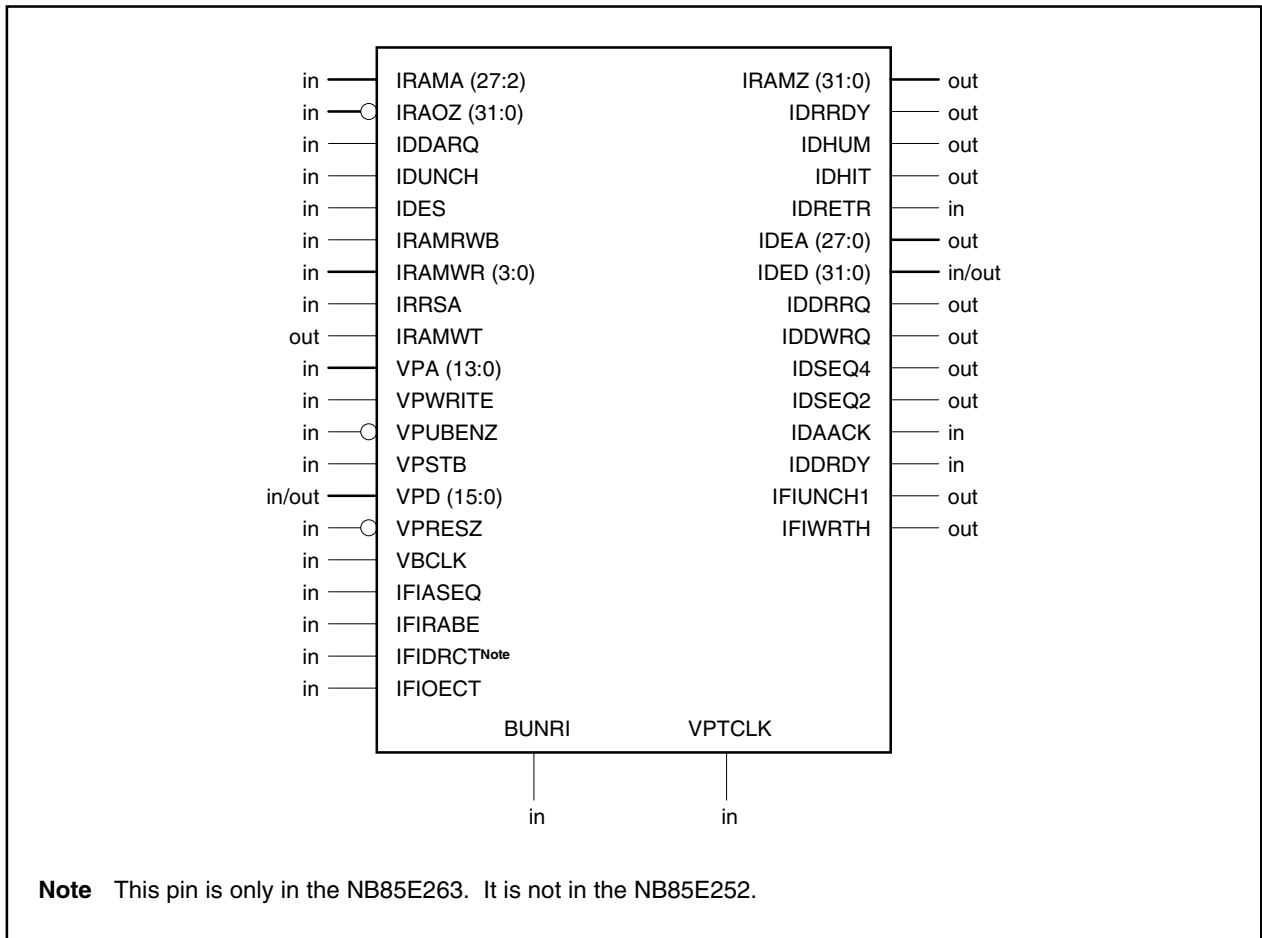 in IRAMA (27:2) IRAMZ (31:0) out
in IRAOZ (31:0) IDRRDY out
in IDDARQ IDHUM out
in IDUNCH IDHIT out
in IDES IDRETR in
in IRAMRWB IDEA (27:0) out
in IRAMWR (3:0) IDED (31:0) in/out
in IRRSA IDDRRQ out
out IRAMWT IDDWRQ out
in VPA (13:0) IDSEQ4 out
in VPWRITE IDSEQ2 out
in VPUBENZ IDAACK in
in VPSTB IDDRDY in
in/out VPD (15:0) IFIUNCH1 out
in VPRESZ IFIWRTH out
in VBCLK
in IFIASEQ
in IFIRABE
in IFIDRCTNote
in IFIOECT
BUNRI VPTCLK
in in
Note This pin is only in the NB85E263. It is not in the NB85E252.